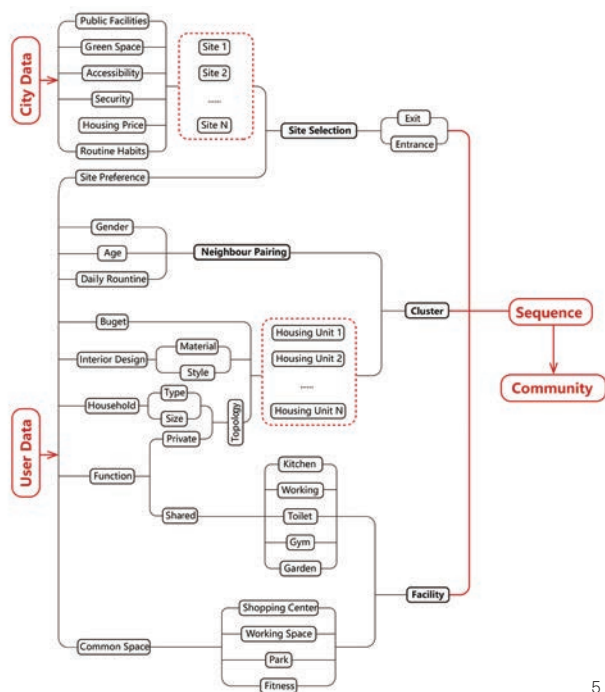 City Data
Public Facilities
Green Space
Accessibility
Security
Housing Price
Routine Habits
Site 1
Site 2
......
Site N
Site Selection
Exit
Entrance
Site Preference
Gender
Age
Daily Rountine
Neighbour Pairing
User Data
Buget
Interior Design
Material
Style
Household
Type
Size
Function
Private
Topology
Housing Unit 1
Housing Unit 2
......
Housing Unit N
Cluster
Sequence
Community
Shared
Kitchen
Working
Toilet
Gym
Garden
Facility
Common Space
Shopping Center
Working Space
Park
Fitness
5